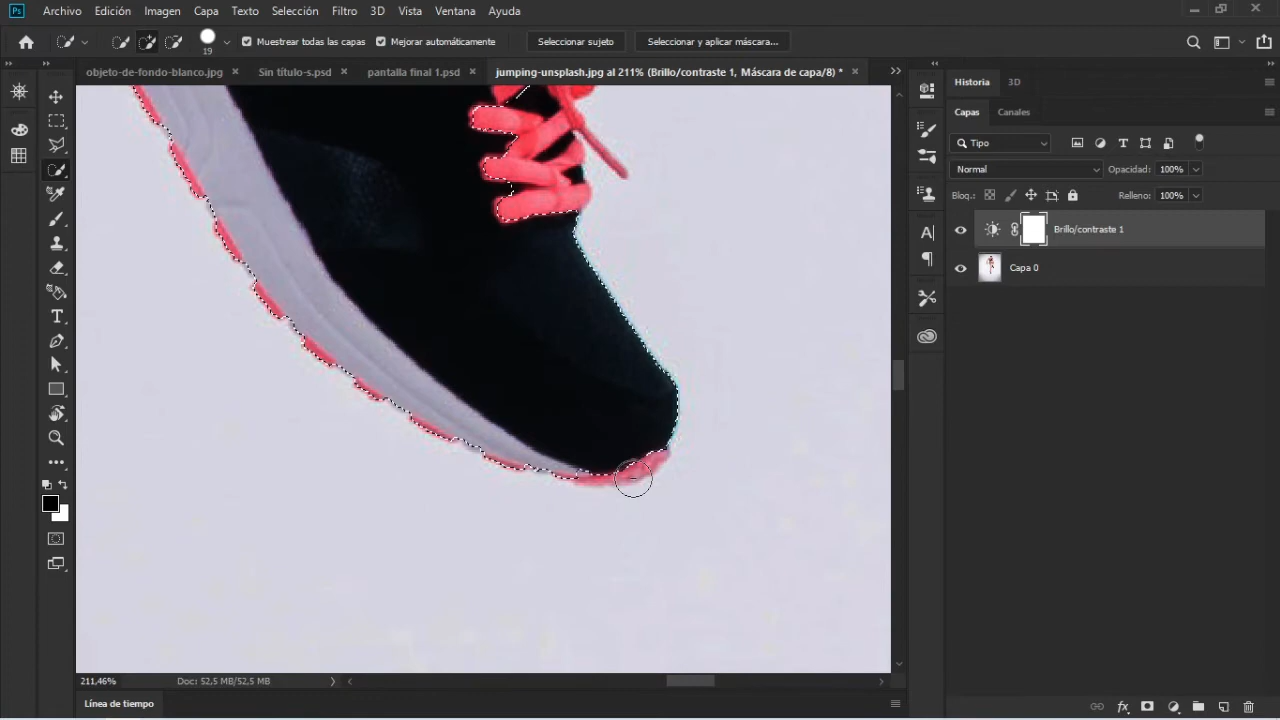 Ps Archivo Edición Imagen Capa Texto Selección Filtro 3D Vista Ventana Ayuda
19 Muestrear todas las capas Mejorar automáticamente Seleccionar sujeto Seleccionar y aplicar máscara...
objeto-de-fondo-blanco.jpg Sin título-s.psd pantalla final 1.psd jumping-unsplash.jpg al 211% (Brillo/contraste 1, Máscara de capa/8) *
Historia 3D
Capas Canales
Tipo
Normal Opacidad: 100%
Bloq.: Relleno: 100%
Brillo/contraste 1
Capa 0
211,46% Doc: 52,5 MB/52,5 MB
Línea de tiempo